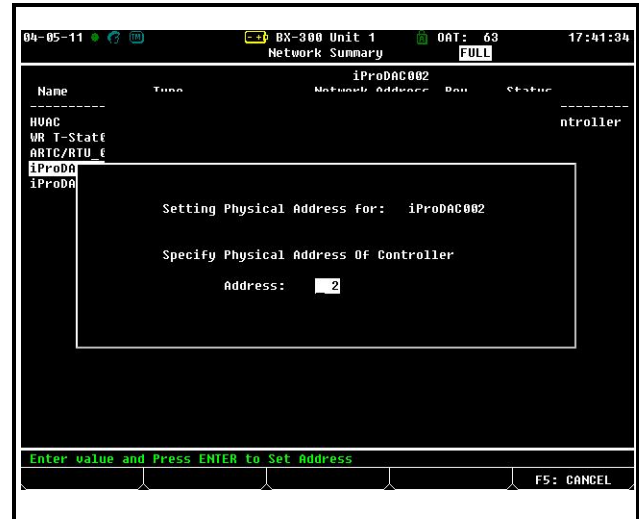 04-05-11 BX-300 Unit 1 OAT: 63 17:41:34
Network Summary FULL
iProDAC002
Name Type Network Address Rev Status
---------- ---------
HVAC ntroller
WR T-Stat
ARTC/RTU_
iProDA
iProDA
Setting Physical Address for: iProDAC002
Specify Physical Address Of Controller
Address: __2
Enter value and Press ENTER to Set Address
F5: CANCEL